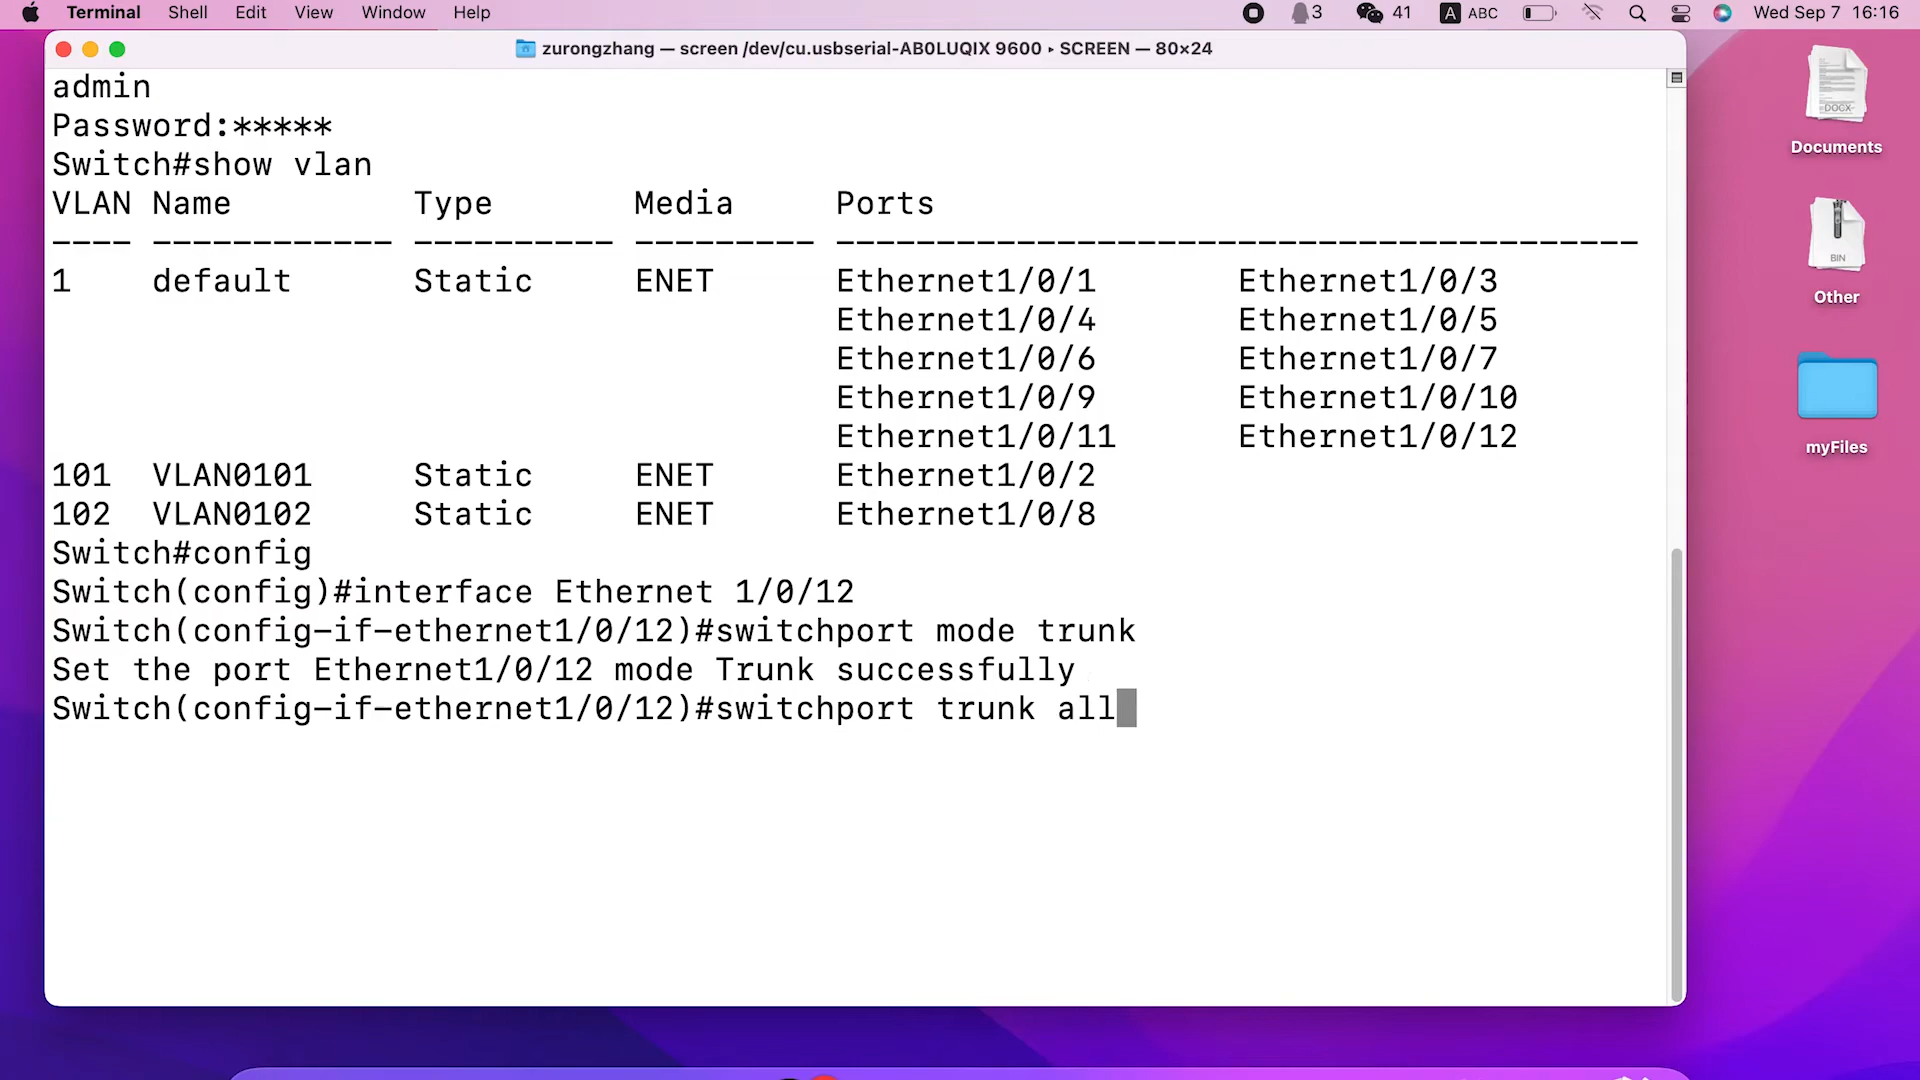 Terminal Shell Edit View Window Help 3 41 A ABC Wed Sep 7 16:16
zurongzhang — screen /dev/cu.usbserial-AB0LUQIX 9600 ▸ SCREEN — 80×24
admin
Password:*****
Switch#show vlan
VLAN Name Type Media Ports
---- ------------ ---------- --------- ----------------------------------------
1 default Static ENET Ethernet1/0/1 Ethernet1/0/3
Ethernet1/0/4 Ethernet1/0/5
Ethernet1/0/6 Ethernet1/0/7
Ethernet1/0/9 Ethernet1/0/10
Ethernet1/0/11 Ethernet1/0/12
101 VLAN0101 Static ENET Ethernet1/0/2
102 VLAN0102 Static ENET Ethernet1/0/8
Switch#config
Switch(config)#interface Ethernet 1/0/12
Switch(config-if-ethernet1/0/12)#switchport mode trunk
Set the port Ethernet1/0/12 mode Trunk successfully
Switch(config-if-ethernet1/0/12)#switchport trunk all
DOCX
Documents
BIN
Other
myFiles